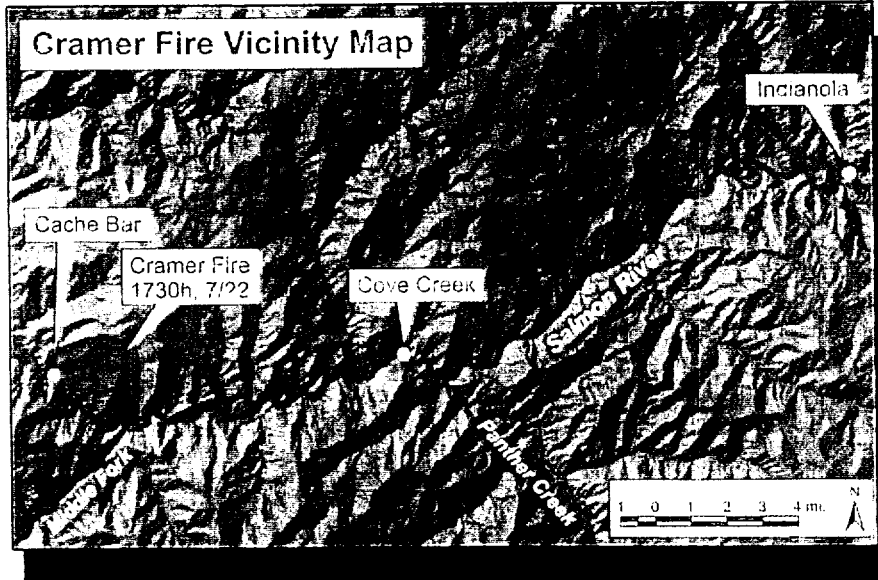 Cramer Fire Vicinity Map
Indianola
Cache Bar
Cramer Fire
1730h, 7/22
Cove Creek
Salmon River
Panther Creek
Middle Fork
1 0 1 2 3 4 mi.
N